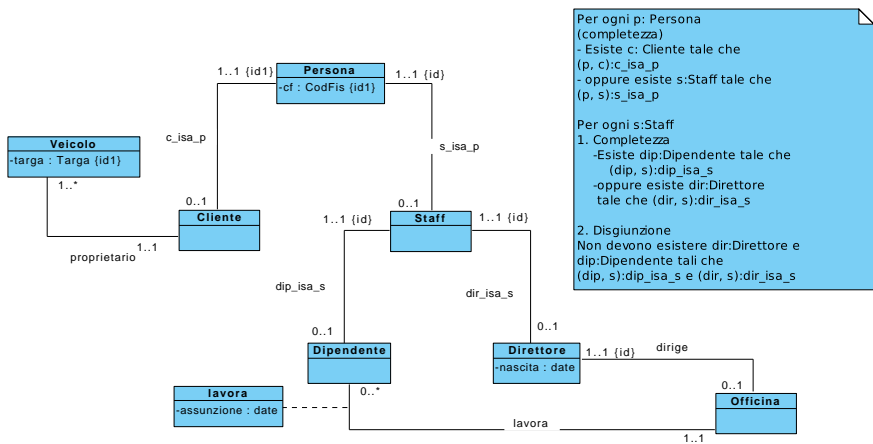 Per ogni p: Persona
(completezza)
- Esiste c: Cliente tale che
(p, c):c_isa_p
- oppure esiste s:Staff tale che
(p, s):s_isa_p
Per ogni s:Staff
1. Completezza
-Esiste dip:Dipendente tale che
(dip, s):dip_isa_s
-oppure esiste dir:Direttore
tale che (dir, s):dir_isa_s
2. Disgiunzione
Non devono esistere dir:Direttore e
dip:Dipendente tali che
(dip, s):dip_isa_s e (dir, s):dir_isa_s
1..1 {id1}
Persona
-cf : CodFis {id1}
1..1 {id}
Veicolo
-targa : Targa {id1}
c_isa_p
s_isa_p
1..*
0..1
0..1
Cliente
1..1
proprietario
1..1 {id}
Staff
1..1 {id}
dip_isa_s
dir_isa_s
0..1
0..1
Dipendente
Direttore
-nascita : date
1..1 {id}
dirige
0..1
lavora
-assunzione : date
0..*
Officina
lavora
1..1